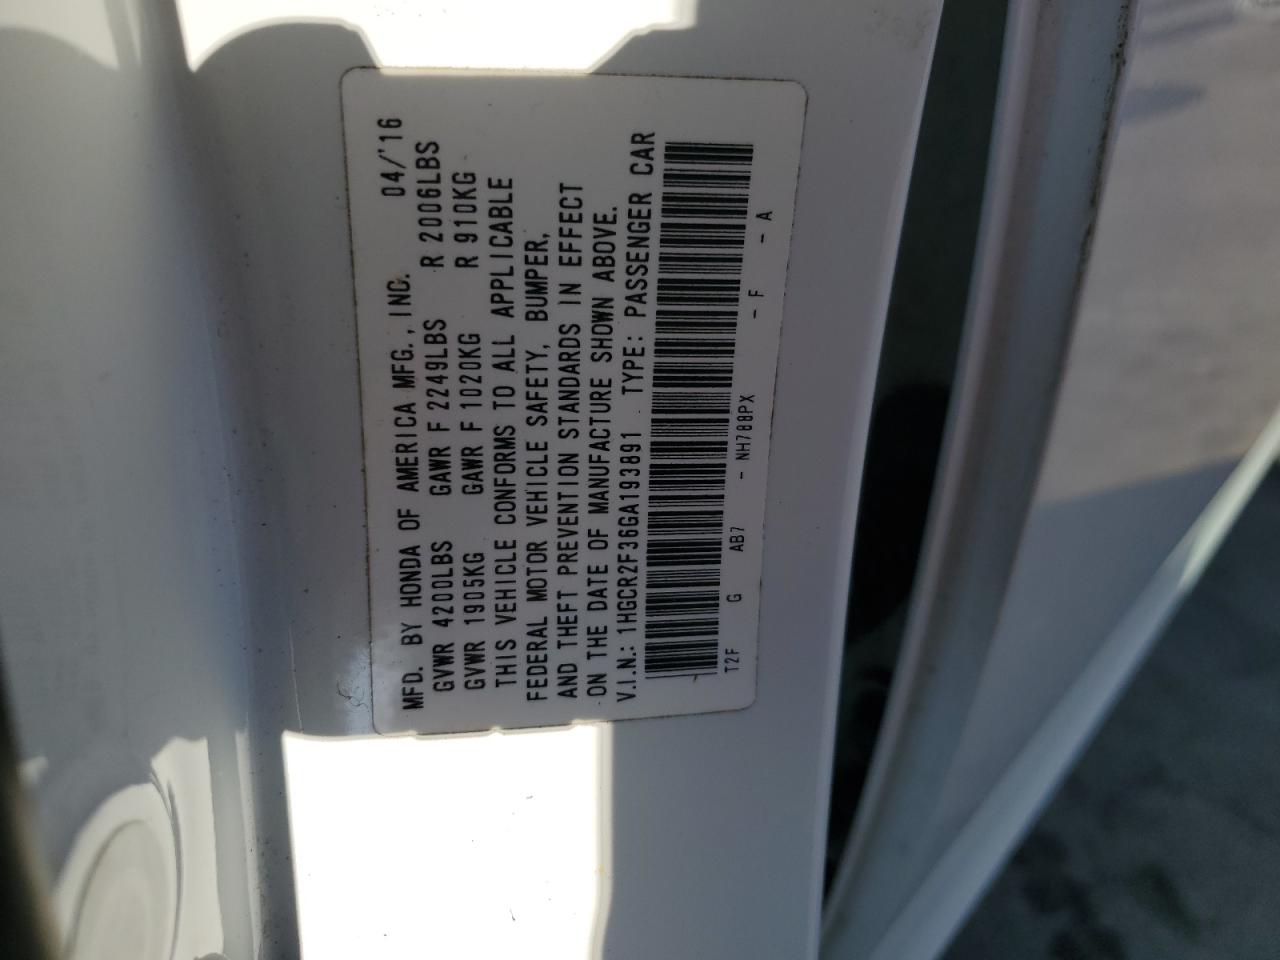 MFD. BY HONDA OF AMERICA MFG., INC. 04/'16
GVWR 4200LBS GAWR F 2249LBS R 2006LBS
GVWR 1905KG GAWR F 1020KG R 910KG
THIS VEHICLE CONFORMS TO ALL APPLICABLE
FEDERAL MOTOR VEHICLE SAFETY, BUMPER,
AND THEFT PREVENTION STANDARDS IN EFFECT
ON THE DATE OF MANUFACTURE SHOWN ABOVE.
V.I.N.: 1HGCR2F36GA193891 TYPE: PASSENGER CAR
T2F G AB7 - NH788PX - F - A